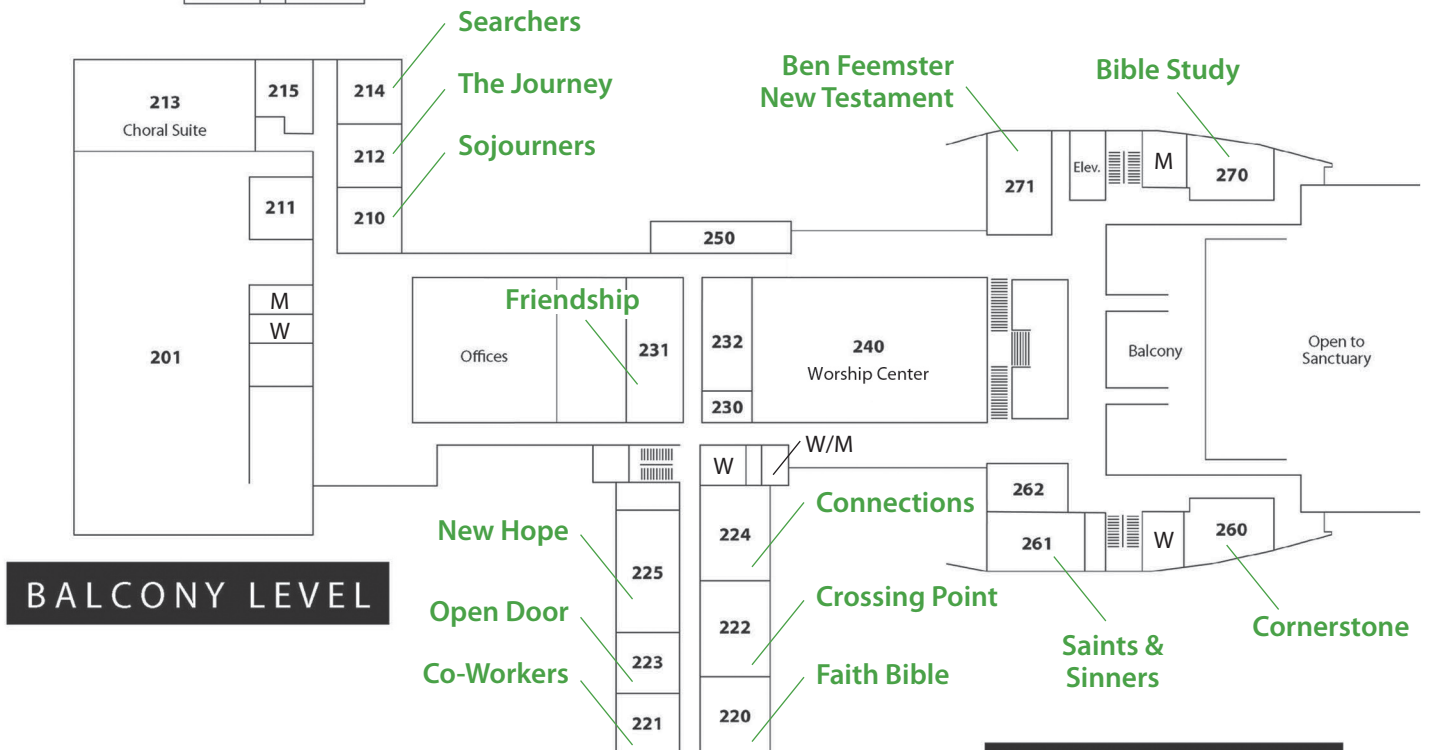 Searchers
The Journey
Sojourners
Ben Feemster
New Testament
Bible Study
213
Choral Suite
215
214
212
210
211
M
W
201
250
271
Elev.
M
270
Offices
Friendship
231
232
230
240
Worship Center
Balcony
Open to
Sanctuary
W
W/M
BALCONY LEVEL
New Hope
225
Open Door
223
Co-Workers
221
224
Connections
222
Crossing Point
220
Faith Bible
262
261
W
260
Saints &
Sinners
Cornerstone